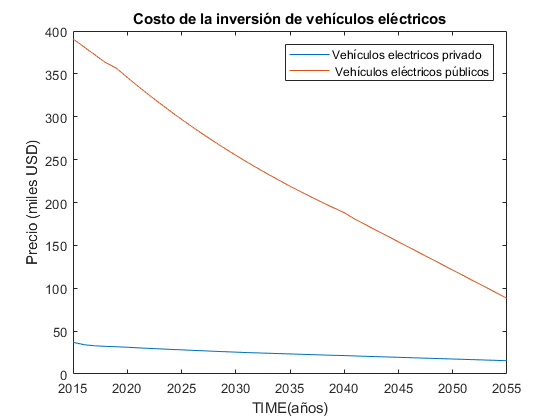 Costo de la inversión de vehículos eléctricos
400
350
300
250
200
150
100
50
0
Precio (miles USD)
Vehículos electricos privado
Vehículos eléctricos públicos
2015 2020 2025 2030 2035 2040 2045 2050 2055
TIME(años)